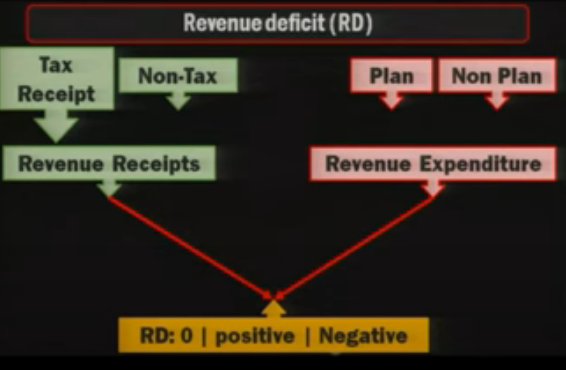 Revenue deficit (RD)
Tax
Receipt
Non-Tax
Plan
Non Plan
Revenue Receipts
Revenue Expenditure
RD: 0 | positive | Negative